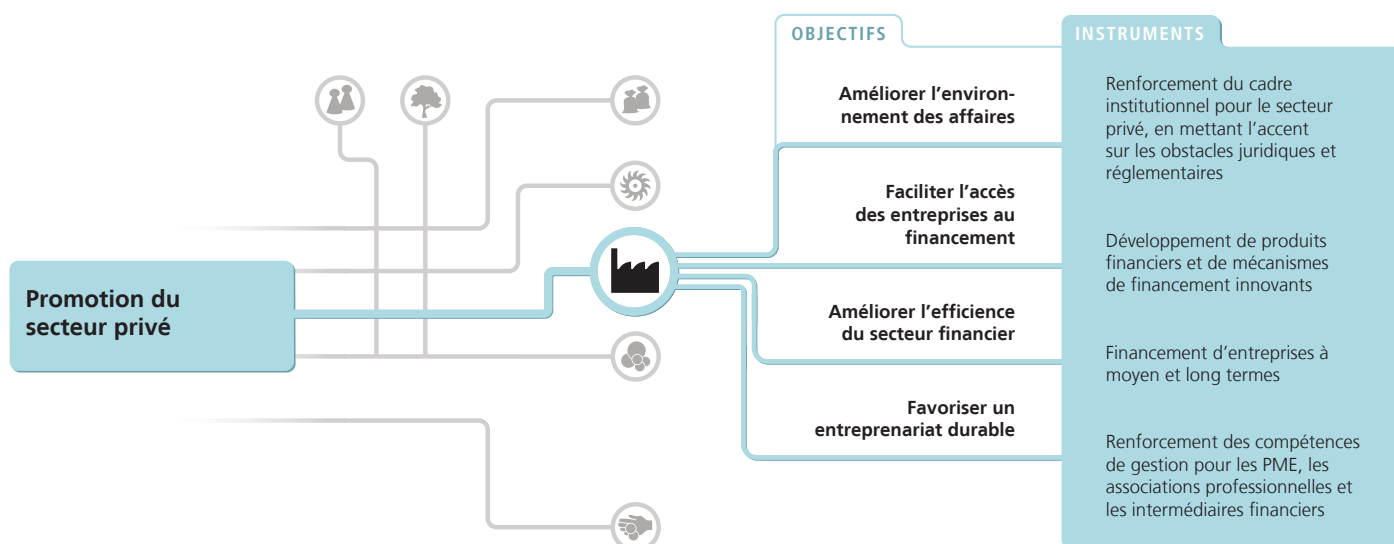 Promotion du
secteur privé
OBJECTIFS
Améliorer l’environ-
nement des affaires
Faciliter l’accès
des entreprises au
financement
Améliorer l’efficience
du secteur financier
Favoriser un
entreprenariat durable
INSTRUMENTS
Renforcement du cadre
institutionnel pour le secteur
privé, en mettant l’accent
sur les obstacles juridiques et
réglementaires
Développement de produits
financiers et de mécanismes
de financement innovants
Financement d’entreprises à
moyen et long termes
Renforcement des compétences
de gestion pour les PME, les
associations professionnelles et
les intermédiaires financiers